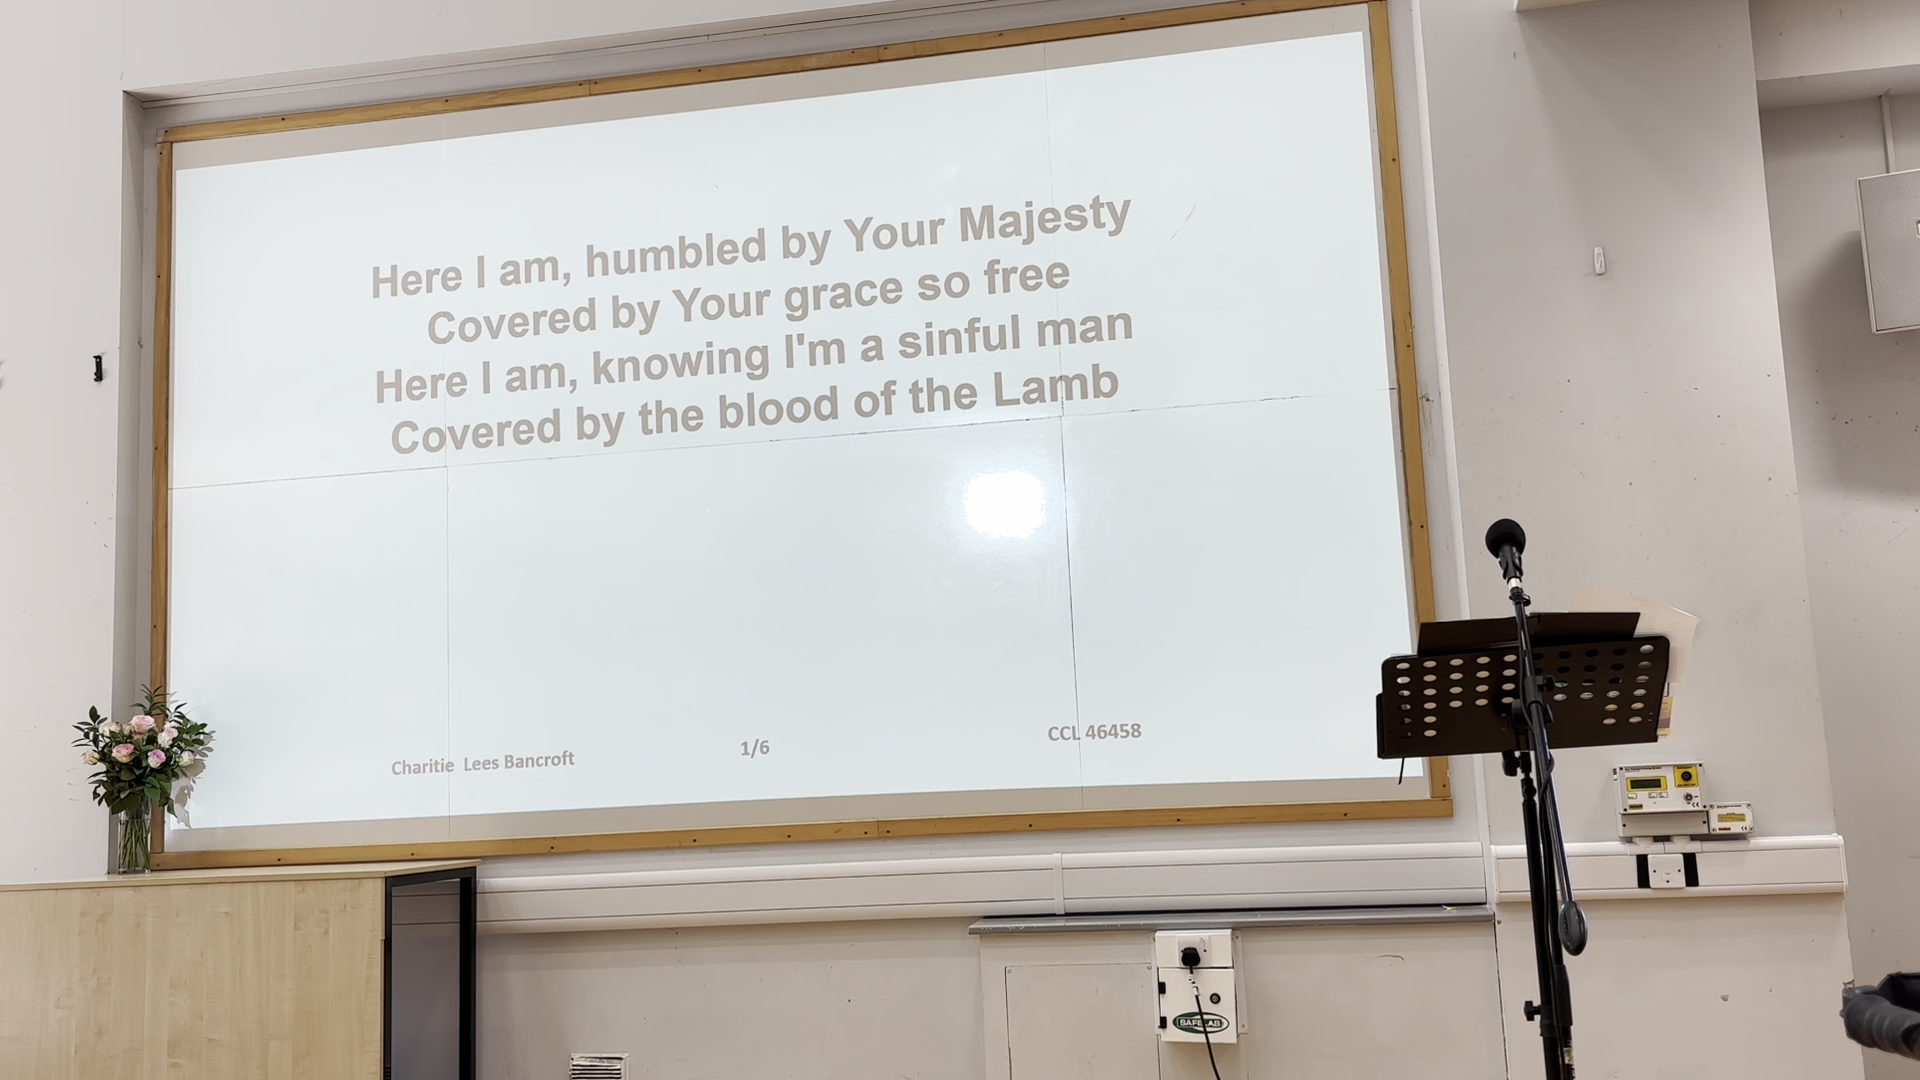 Here I am, humbled by Your Majesty
Covered by Your grace so free
Here I am, knowing I'm a sinful man
Covered by the blood of the Lamb
Charitie Lees Bancroft
1/6
CCL 46458
SAFELAB